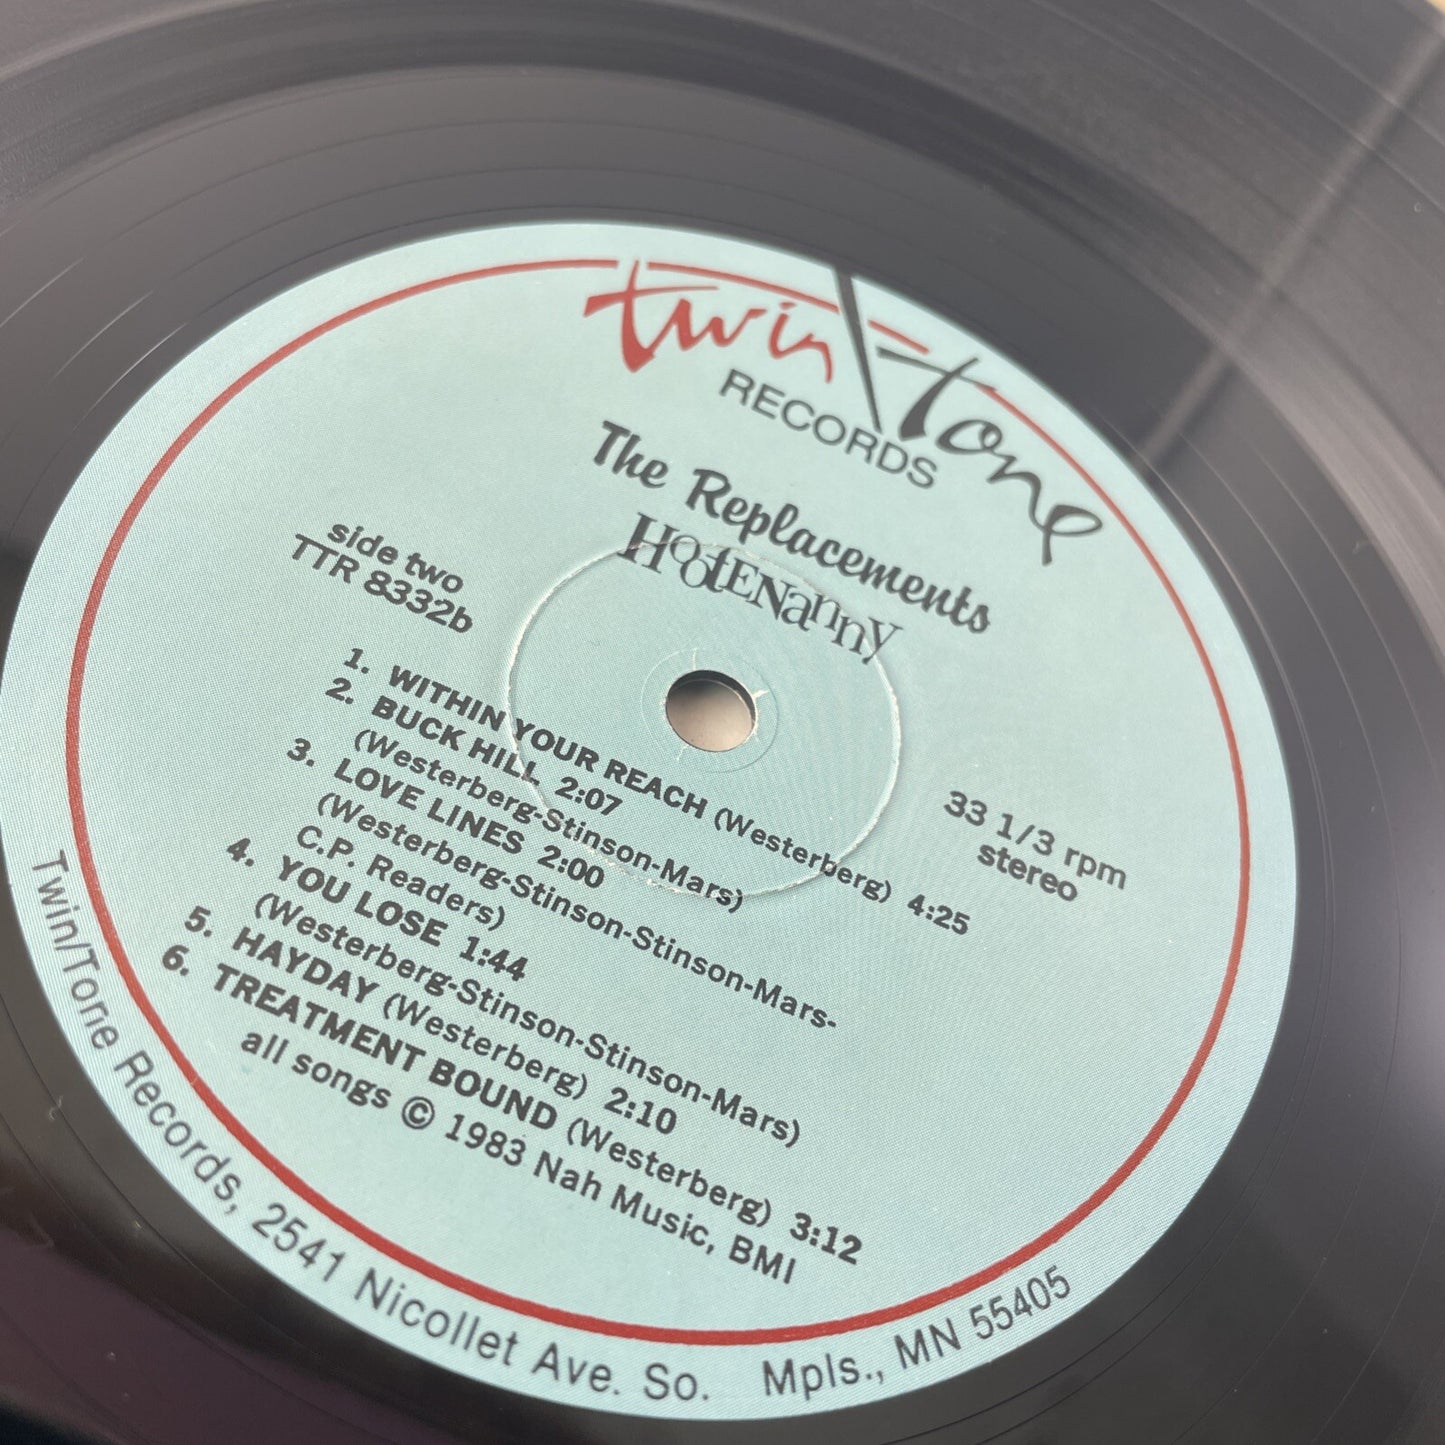 twin/tone
RECORDS
The Replacements
HOOTENANNY
side two
TTR 8332b
33 1/3 rpm
stereo
1. WITHIN YOUR REACH (Westerberg) 4:25
2. BUCK HILL 2:07
(Westerberg-Stinson-Mars)
3. LOVE LINES 2:00
(Westerberg-Stinson-Stinson-Mars-
C.P. Readers)
4. YOU LOSE 1:44
(Westerberg-Stinson-Stinson-Mars)
5. HAYDAY (Westerberg) 2:10
6. TREATMENT BOUND (Westerberg) 3:12
all songs © 1983 Nah Music, BMI
Twin/Tone Records, 2541 Nicollet Ave. So. Mpls., MN 55405